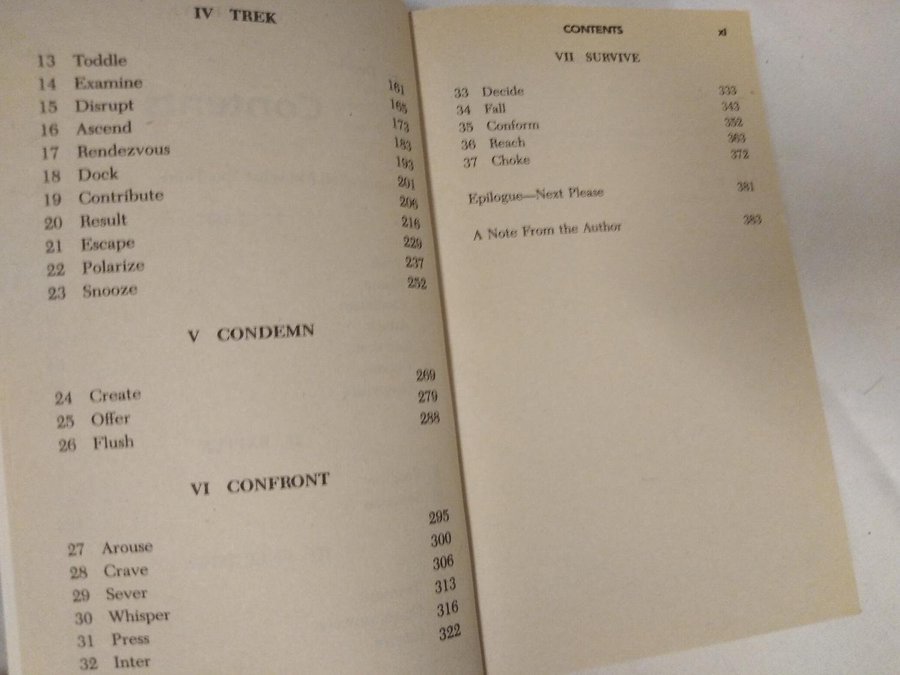 IV TREK
13 Toddle 161
14 Examine 165
15 Disrupt 173
16 Ascend 183
17 Rendezvous 193
18 Dock 201
19 Contribute 206
20 Result 216
21 Escape 229
22 Polarize 237
23 Snooze 252
V CONDEMN
24 Create 269
25 Offer 279
26 Flush 288
VI CONFRONT
27 Arouse 295
28 Crave 300
29 Sever 306
30 Whisper 313
31 Press 316
32 Inter 322
CONTENTS xi
VII SURVIVE
33 Decide 333
34 Fall 343
35 Conform 352
36 Reach 363
37 Choke 372
Epilogue—Next Please 381
A Note From the Author 383